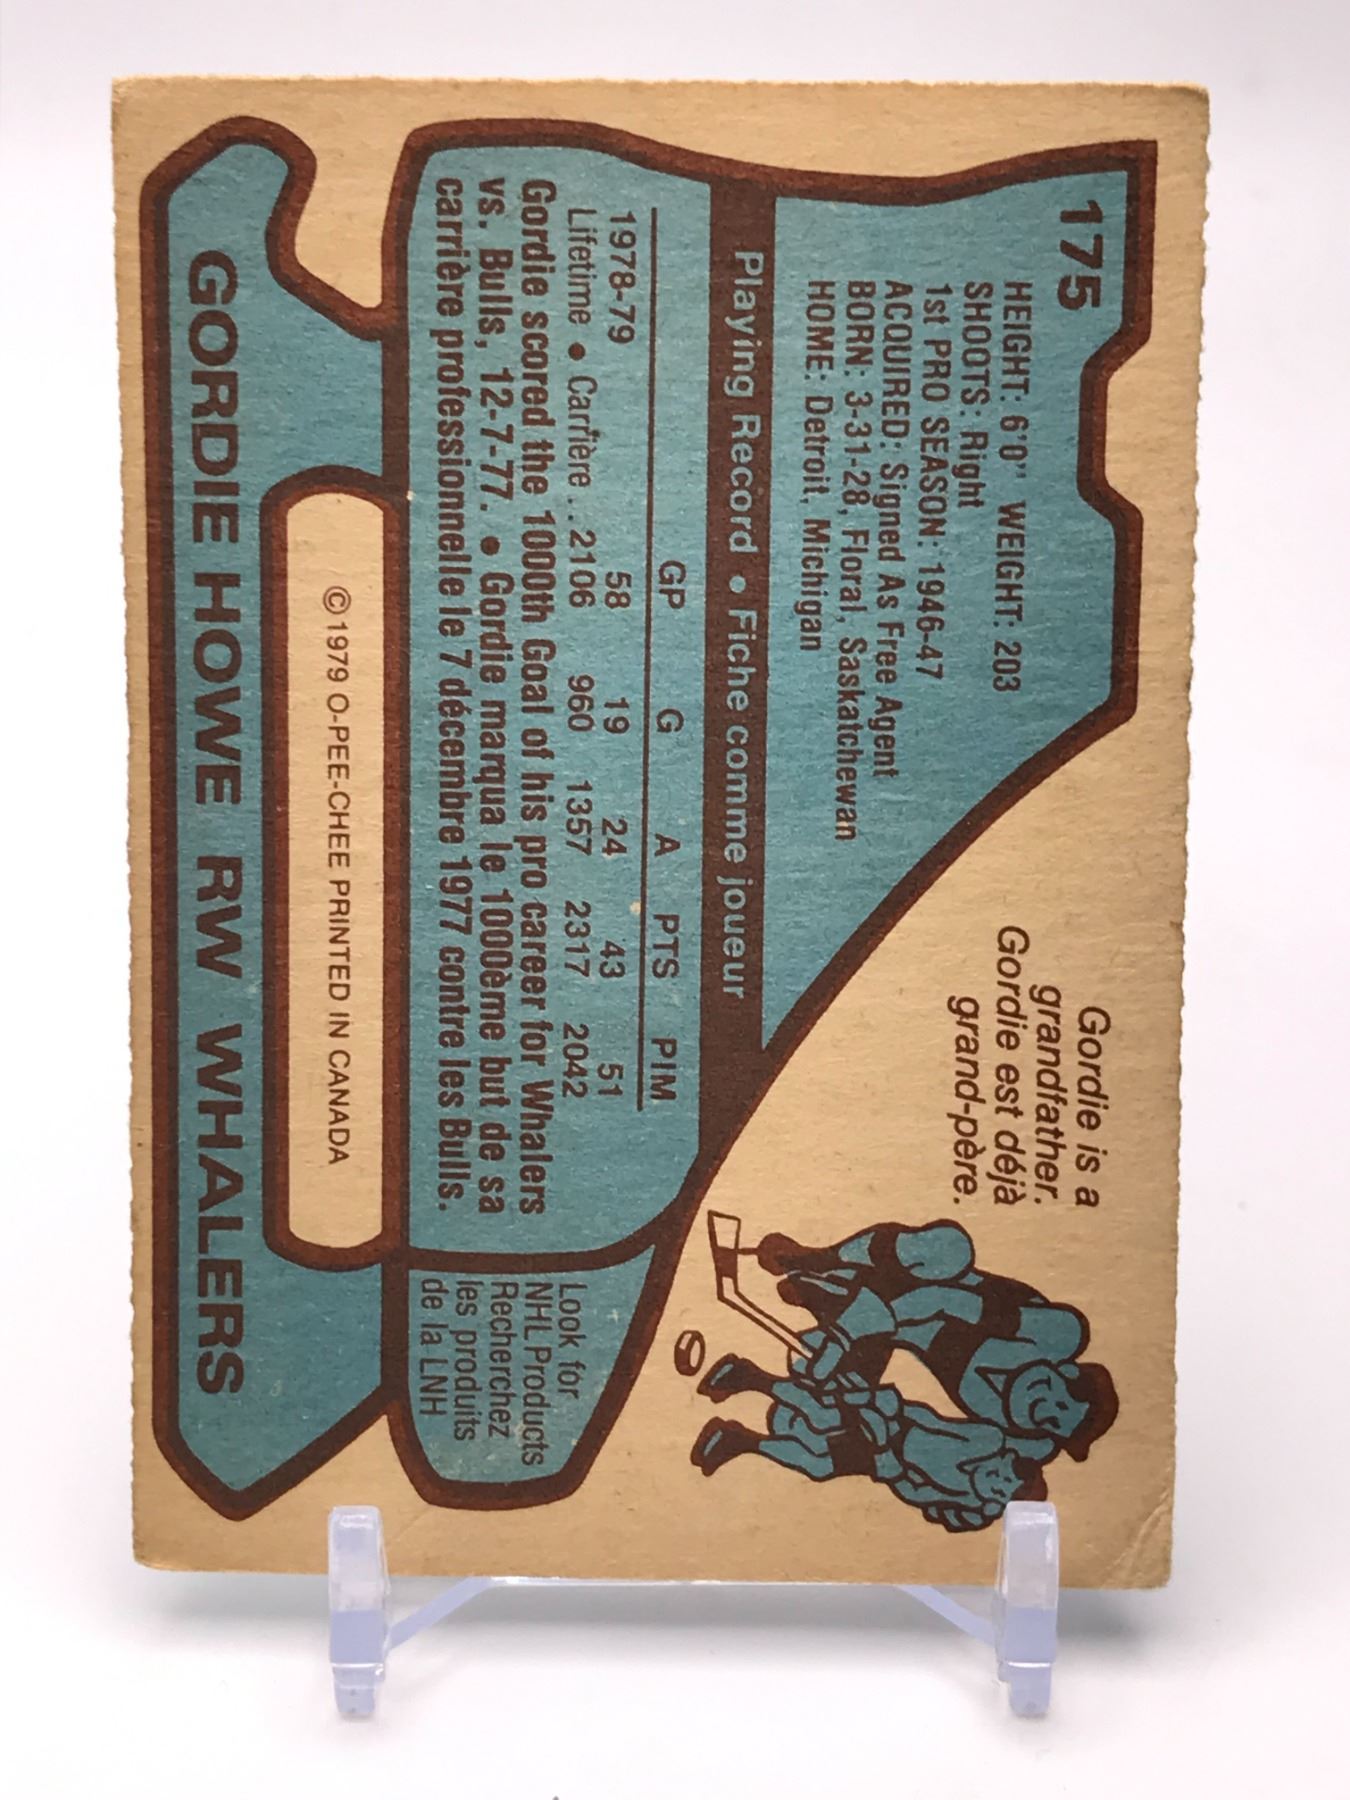 175
HEIGHT: 6'0" WEIGHT: 203
SHOOTS: Right
1st PRO SEASON: 1946-47
ACQUIRED: Signed As Free Agent
BORN: 3-31-28, Floral, Saskatchewan
HOME: Detroit, Michigan
Gordie is a
grandfather.
Gordie est déjà
grand-père.
Playing Record • Fiche comme joueur
GP G A PTS PIM
1978-79 58 19 24 43 51
Lifetime • Carrière ...2106 960 1357 2317 2042
Gordie scored the 1000th Goal of his pro career for Whalers
vs. Bulls, 12-7-77. • Gordie marqua le 1000ème but de sa
carrière professionnelle le 7 décembre 1977 contre les Bulls.
Look for
NHL Products
Recherchez
les produits
de la LNH
© 1979 O-PEE-CHEE PRINTED IN CANADA
GORDIE HOWE RW WHALERS